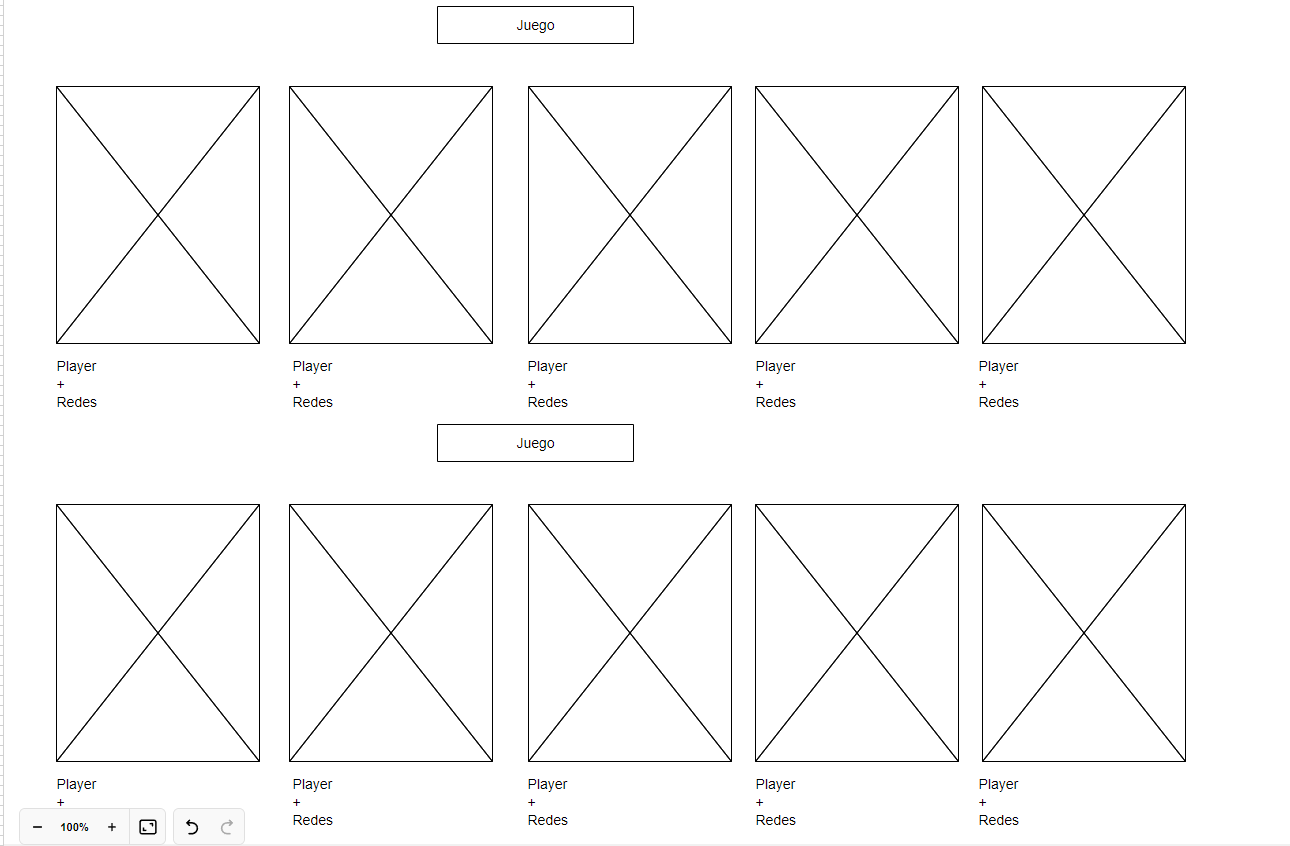 Juego
Player
+
Redes
Player
+
Redes
Player
+
Redes
Player
+
Redes
Player
+
Redes
Juego
Player
+
Player
+
Redes
Player
+
Redes
Player
+
Redes
Player
+
Redes
− 100% +